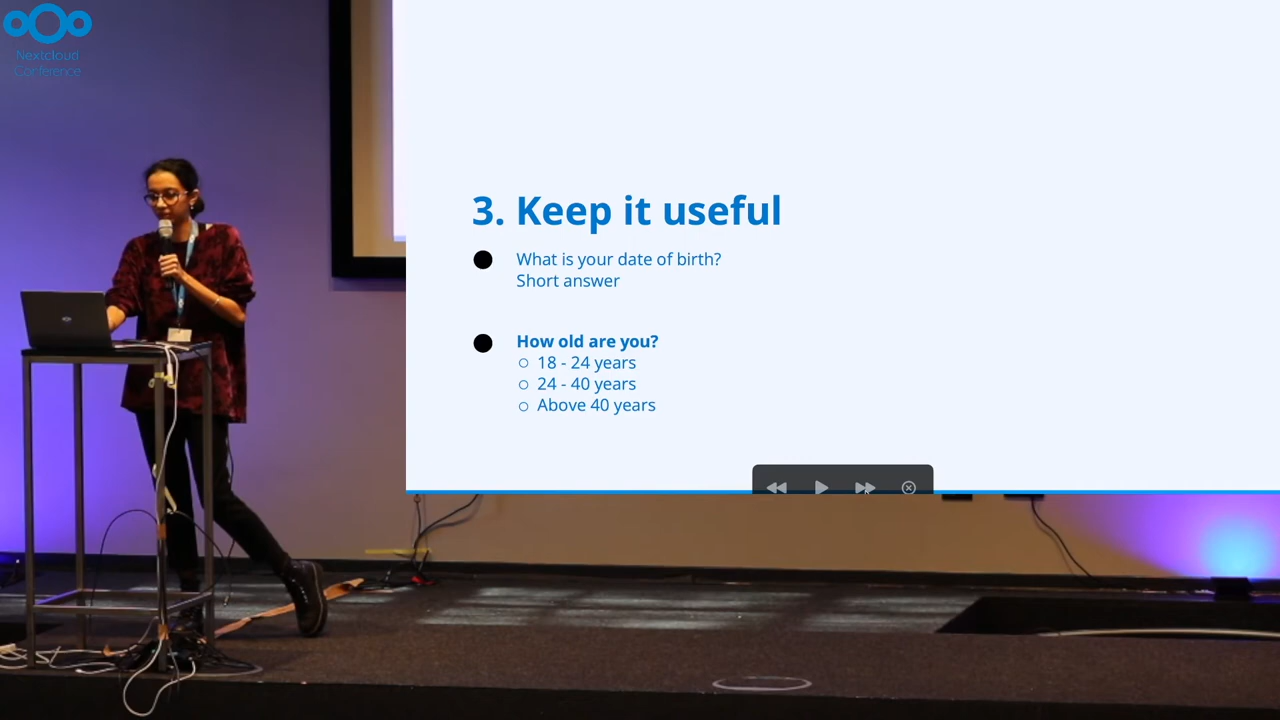 Nextcloud
Conference
3. Keep it useful
What is your date of birth?
Short answer
How old are you?
18 - 24 years
24 - 40 years
Above 40 years